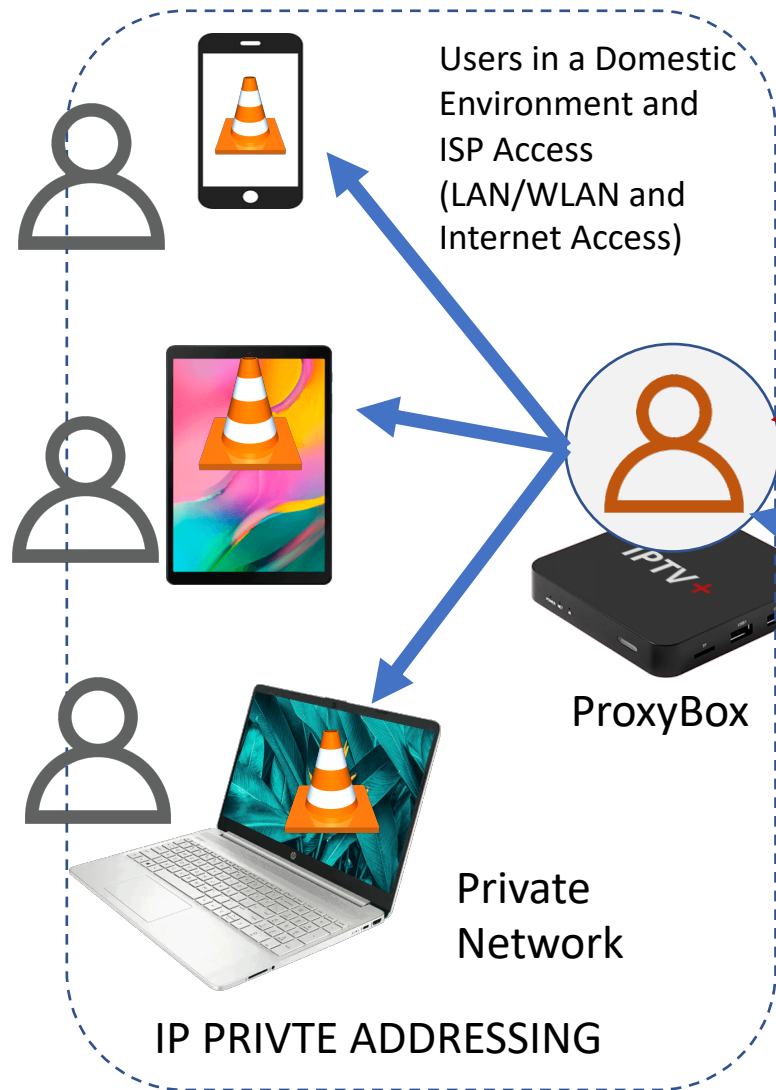 Users in a Domestic
Environment and
ISP Access
(LAN/WLAN and
Internet Access)
IPTV+
ProxyBox
Private
Network
IP PRIVTE ADDRESSING